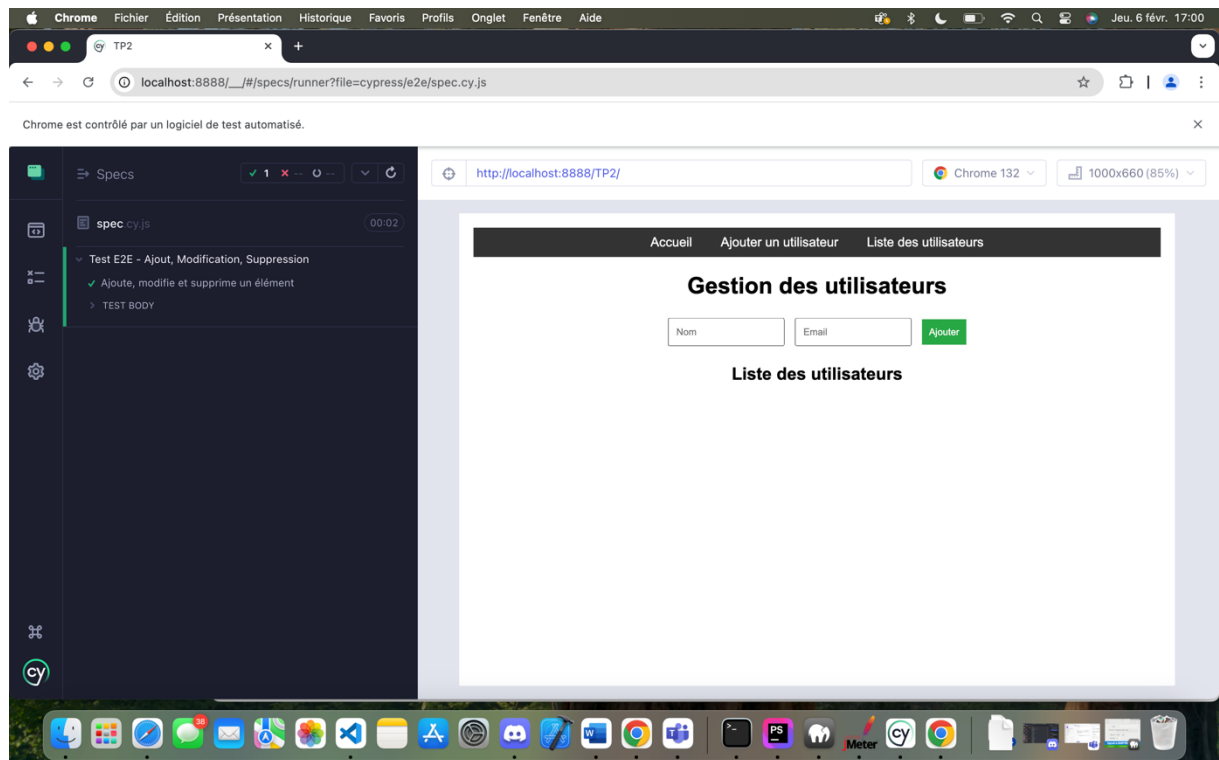 Chrome Fichier Édition Présentation Historique Favoris Profils Onglet Fenêtre Aide Jeu. 6 févr. 17:00
cy TP2
localhost:8888/__/#/specs/runner?file=cypress/e2e/spec.cy.js
Chrome est contrôlé par un logiciel de test automatisé.
Specs 1 -- --
http://localhost:8888/TP2/ Chrome 132 1000x660 (85%)
spec.cy.js 00:02
Accueil Ajouter un utilisateur Liste des utilisateurs
Test E2E - Ajout, Modification, Suppression
Ajoute, modifie et supprime un élément
TEST BODY
Gestion des utilisateurs
Nom Email Ajouter
Liste des utilisateurs
cy
38
W PS JMeter cy